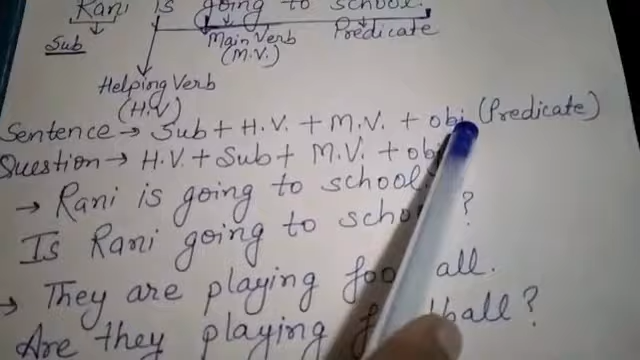 Rani is going to school.
Sub Main Verb Predicate
(M.V.)
Helping Verb
(H.V)
Sentence → Sub + H.V. + M.V. + obj (Predicate)
Question → H.V. + Sub + M.V. + obj
→ Rani is going to school.
Is Rani going to ?
→ They are playing .
Are they playing ?